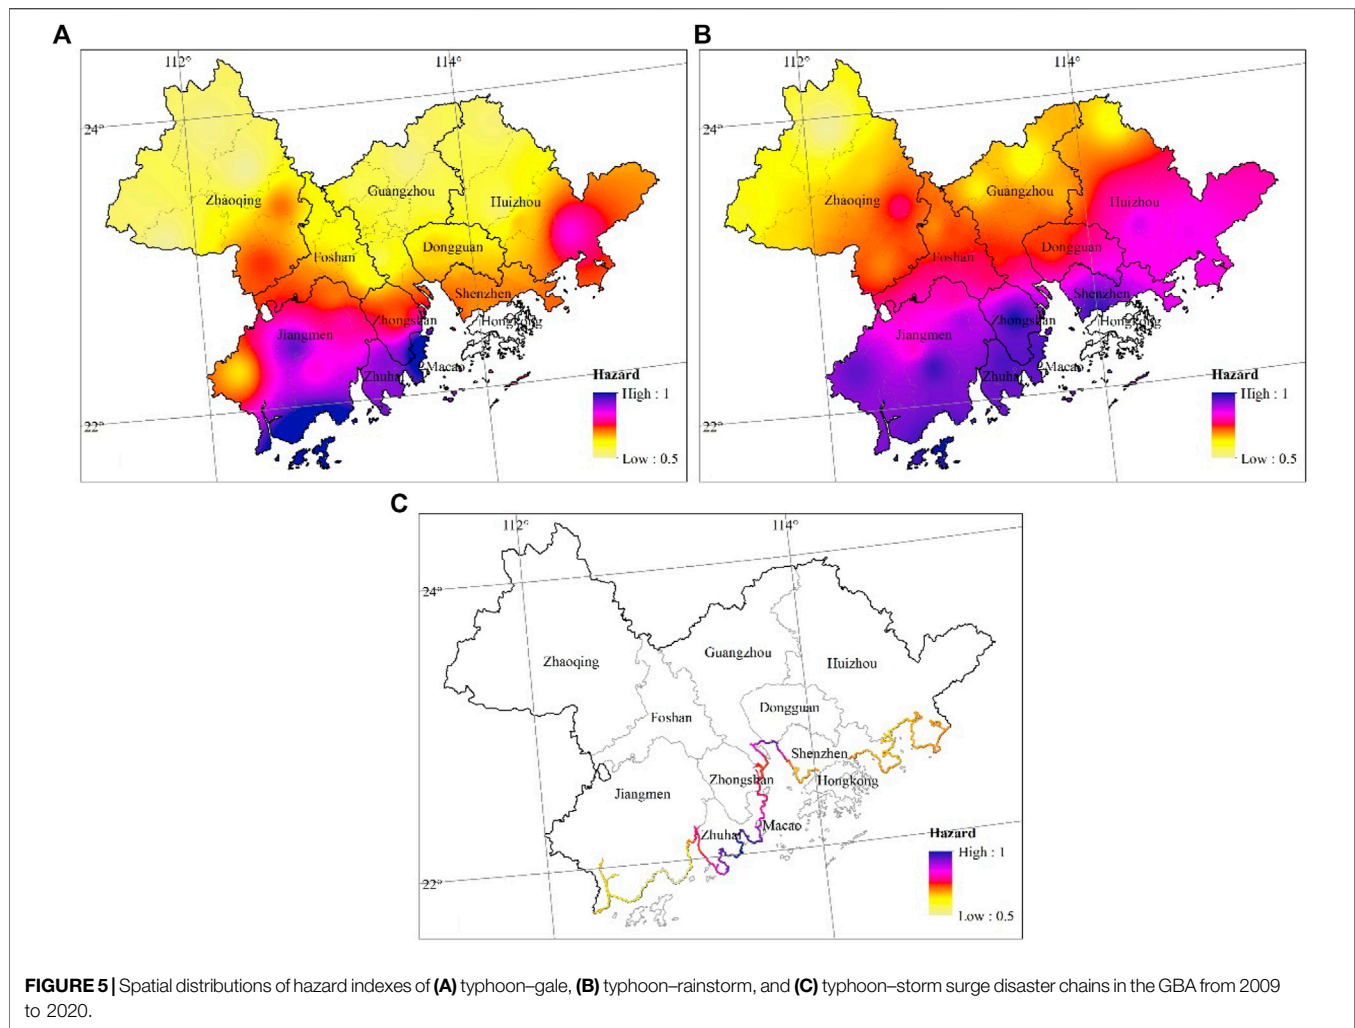 A
112°
114°
24°
Zhaoqing
Guangzhou
Huizhou
Dongguan
Foshan
Shenzhen
Zhongshan
Hongkong
Jiangmen
Zhuhai
Macao
22°
Hazard
High : 1
Low : 0.5
B
112°
114°
24°
Zhaoqing
Guangzhou
Huizhou
Dongguan
Foshan
Shenzhen
Zhongshan
Hongkong
Jiangmen
Zhuhai
Macao
22°
Hazard
High : 1
Low : 0.5
C
112°
114°
24°
Zhaoqing
Guangzhou
Huizhou
Dongguan
Foshan
Shenzhen
Zhongshan
Hongkong
Jiangmen
Zhuhai
Macao
22°
Hazard
High : 1
Low : 0.5
FIGURE 5 | Spatial distributions of hazard indexes of (A) typhoon–gale, (B) typhoon–rainstorm, and (C) typhoon–storm surge disaster chains in the GBA from 2009
to 2020.